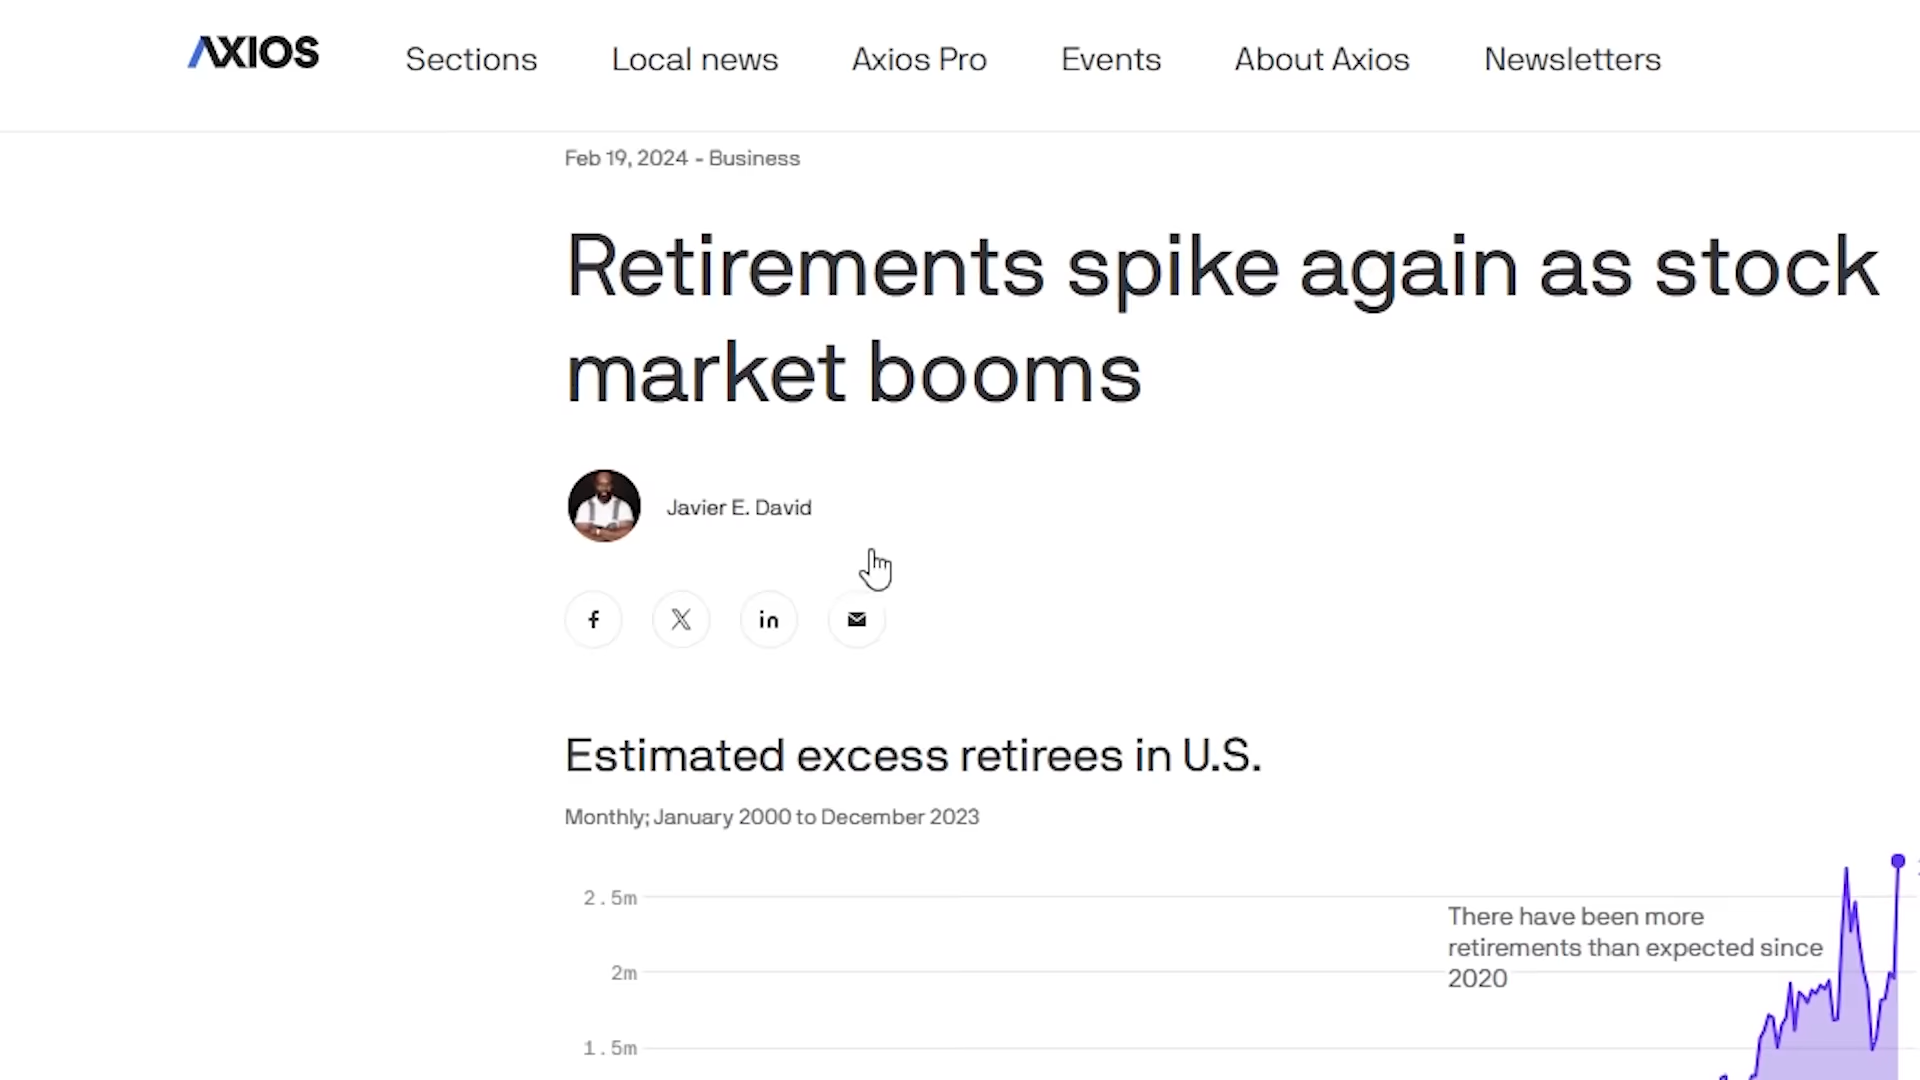 AXIOS Sections Local news Axios Pro Events About Axios Newsletters
Feb 19, 2024 - Business
Retirements spike again as stock
market booms
Javier E. David
f X in
Estimated excess retirees in U.S.
Monthly; January 2000 to December 2023
2.5m
There have been more
retirements than expected since
2m
2020
1.5m